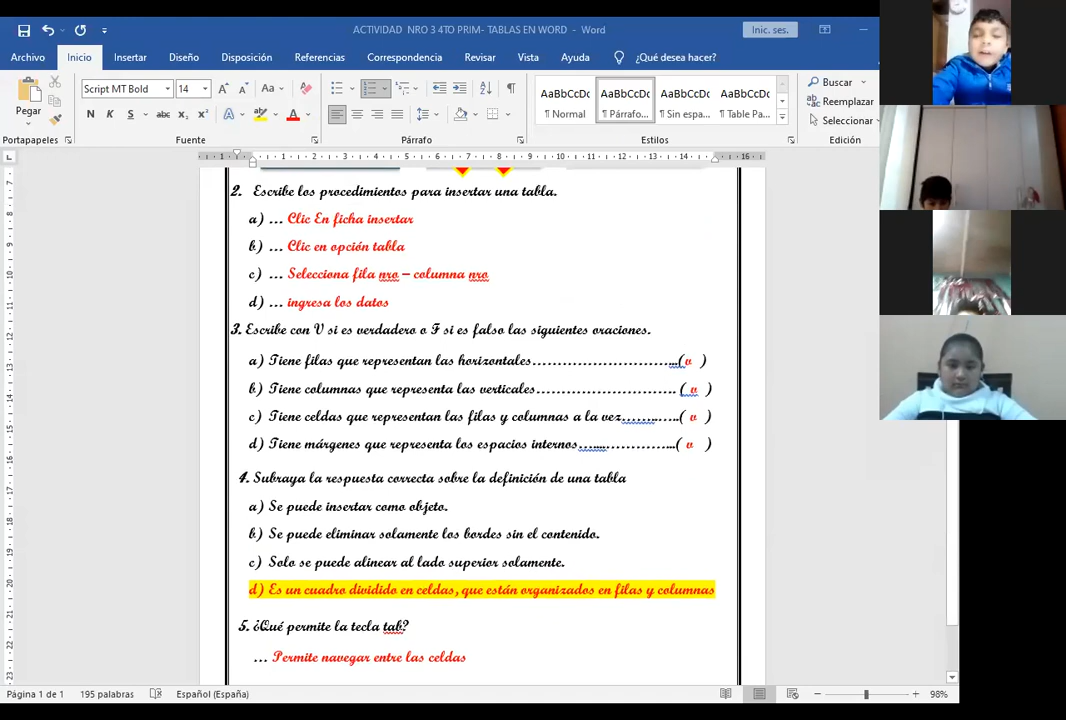 ACTIVIDAD NRO 3 4TO PRIM- TABLAS EN WORD - Word
Inic. ses.
Archivo Inicio Insertar Diseño Disposición Referencias Correspondencia Revisar Vista Ayuda ¿Qué desea hacer?
Pegar
Script MT Bold 14
N K S abc x₂ x²
AaBbCcDc AaBbCcDc AaBbCcDc AaBbCcDc
¶ Normal ¶ Párrafo... ¶ Sin espa... ¶ Table Pa...
Buscar
Reemplazar
Seleccionar
Portapapeles Fuente Párrafo Estilos Edición
2. Escribe los procedimientos para insertar una tabla.
a) ... Clic En ficha insertar
b) ... Clic en opción tabla
c) ... Selecciona fila nro – columna nro
d) ... ingresa los datos
3. Escribe con V si es verdadero o F si es falso las siguientes oraciones.
a) Tiene filas que representan las horizontales..............................(v )
b) Tiene columnas que representa las verticales............................. ( v )
c) Tiene celdas que representan las filas y columnas a la vez............( v )
d) Tiene márgenes que representa los espacios internos.....................( v )
4. Subraya la respuesta correcta sobre la definición de una tabla
a) Se puede insertar como objeto.
b) Se puede eliminar solamente los bordes sin el contenido.
c) Solo se puede alinear al lado superior solamente.
d) Es un cuadro dividido en celdas, que están organizados en filas y columnas
5. ¿Qué permite la tecla tab?
... Permite navegar entre las celdas
Página 1 de 1 195 palabras Español (España) 98%